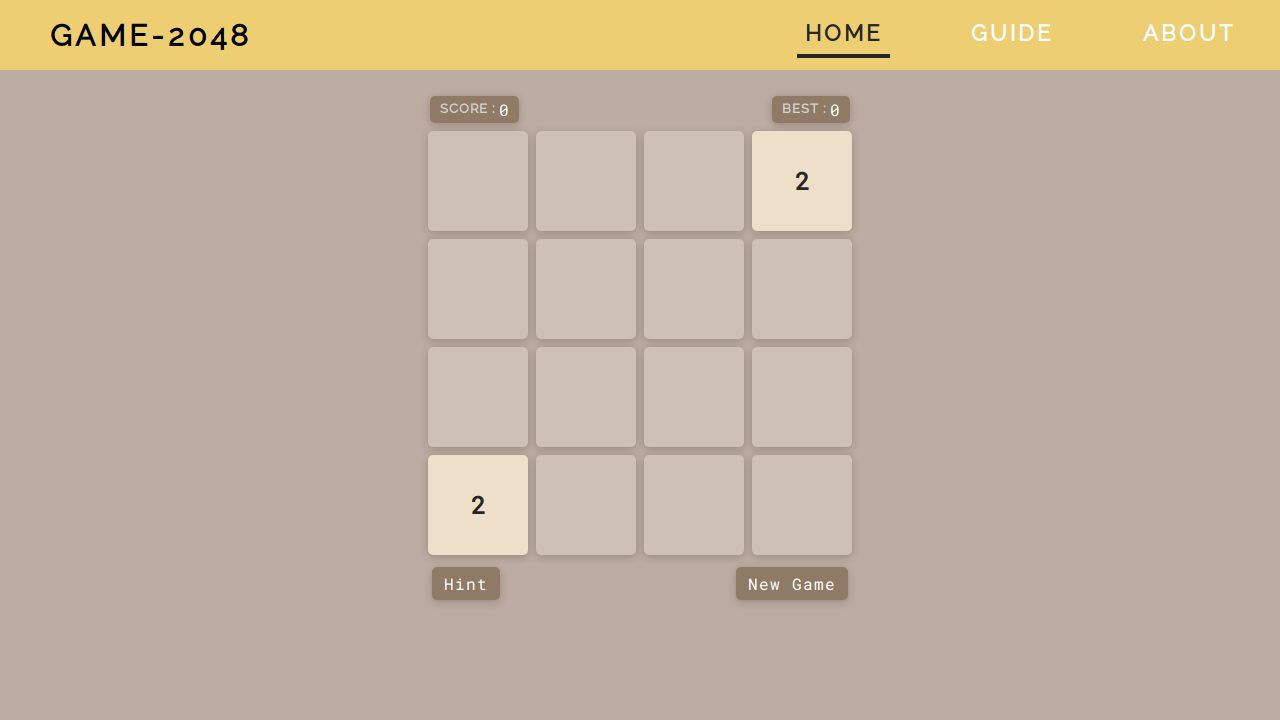 GAME-2048 HOME GUIDE ABOUT
SCORE : 0 BEST : 0
2
2
Hint New Game